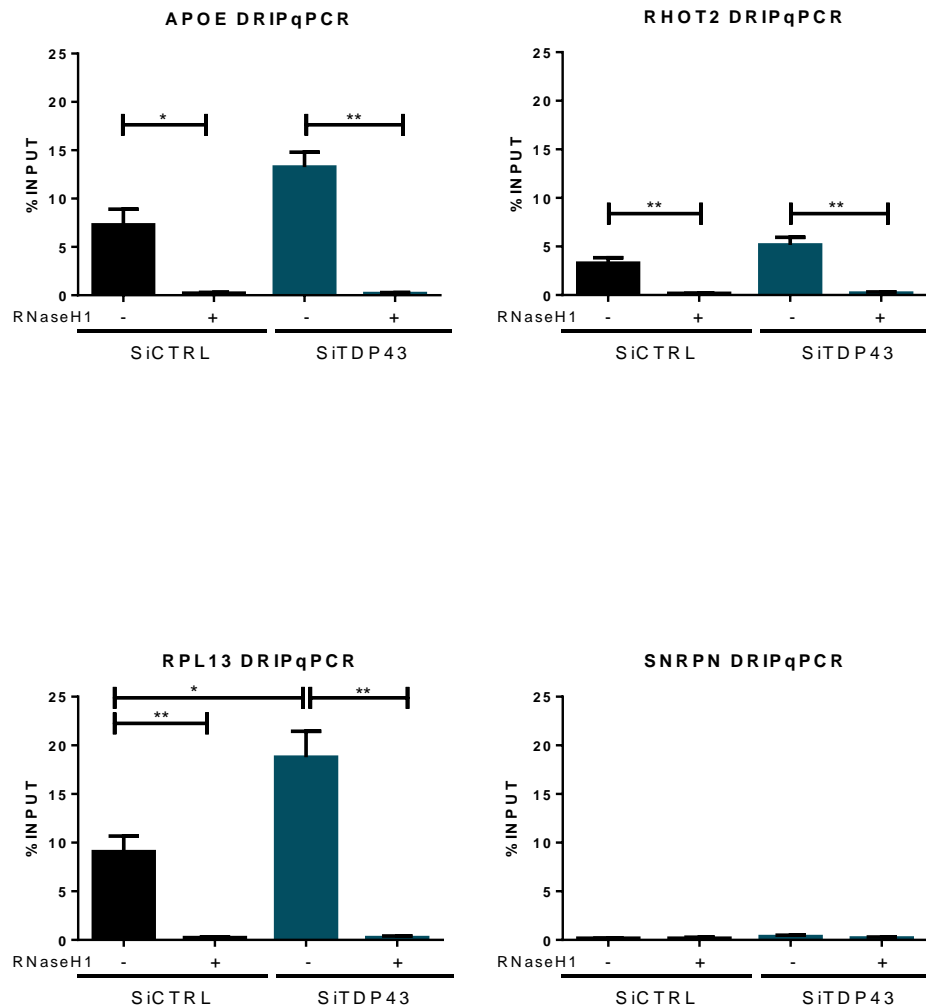 APOE DRIPqPCR
25
20
15
10
5
0
%INPUT
*
**
RNaseH1 - + - +
SiCTRL SiTDP43
RHOT2 DRIPqPCR
25
20
15
10
5
0
%INPUT
**
**
RNaseH1 - + - +
SiCTRL SiTDP43
RPL13 DRIPqPCR
25
20
15
10
5
0
%INPUT
*
**
**
RNaseH1 - + - +
SiCTRL SiTDP43
SNRPN DRIPqPCR
25
20
15
10
5
0
%INPUT
RNaseH1 - + - +
SiCTRL SiTDP43